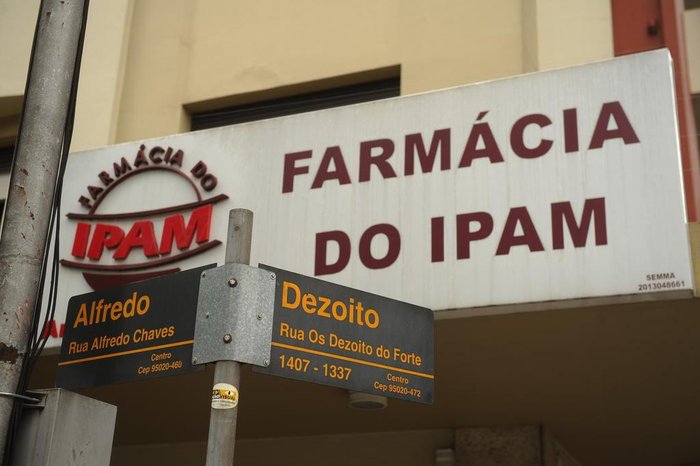 FARMÁCIA DO
IPAM
FARMÁCIA
DO IPAM
SEMMA
2013048661
Alfredo
Rua Alfredo Chaves
Centro
Cep 95020-460
Dezoito
Rua Os Dezoito do Forte
1407 - 1337
Centro
Cep 95020-472